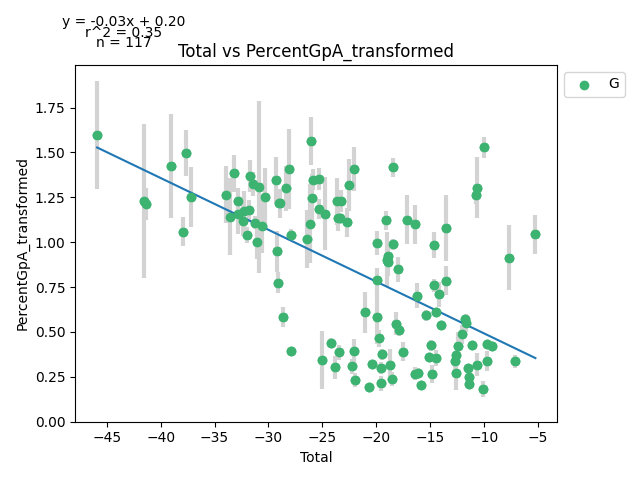 y = -0.03x + 0.20
r^2 = 0.35
n = 117
Total vs PercentGpA_transformed
G
PercentGpA_transformed
1.75
1.50
1.25
1.00
0.75
0.50
0.25
0.00
−45 −40 −35 −30 −25 −20 −15 −10 −5
Total